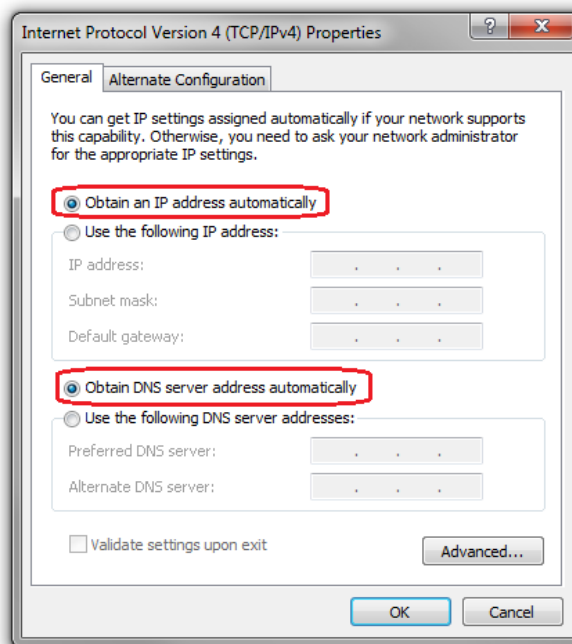 Internet Protocol Version 4 (TCP/IPv4) Properties
?
X
General
Alternate Configuration
You can get IP settings assigned automatically if your network supports
this capability. Otherwise, you need to ask your network administrator
for the appropriate IP settings.
Obtain an IP address automatically
Use the following IP address:
IP address:
. . .
Subnet mask:
. . .
Default gateway:
. . .
Obtain DNS server address automatically
Use the following DNS server addresses:
Preferred DNS server:
. . .
Alternate DNS server:
. . .
Validate settings upon exit
Advanced...
OK
Cancel